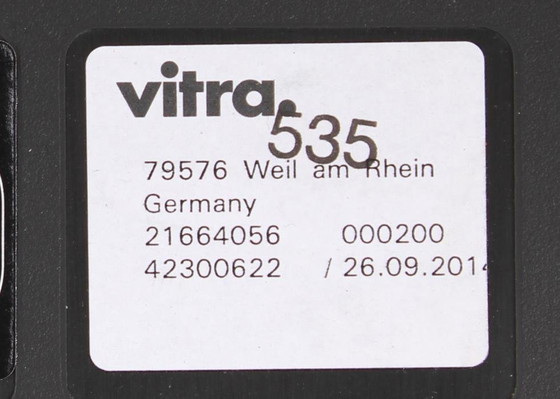 vitra.
535
79576 Weil am Rhein
Germany
21664056 000200
42300622 / 26.09.2014